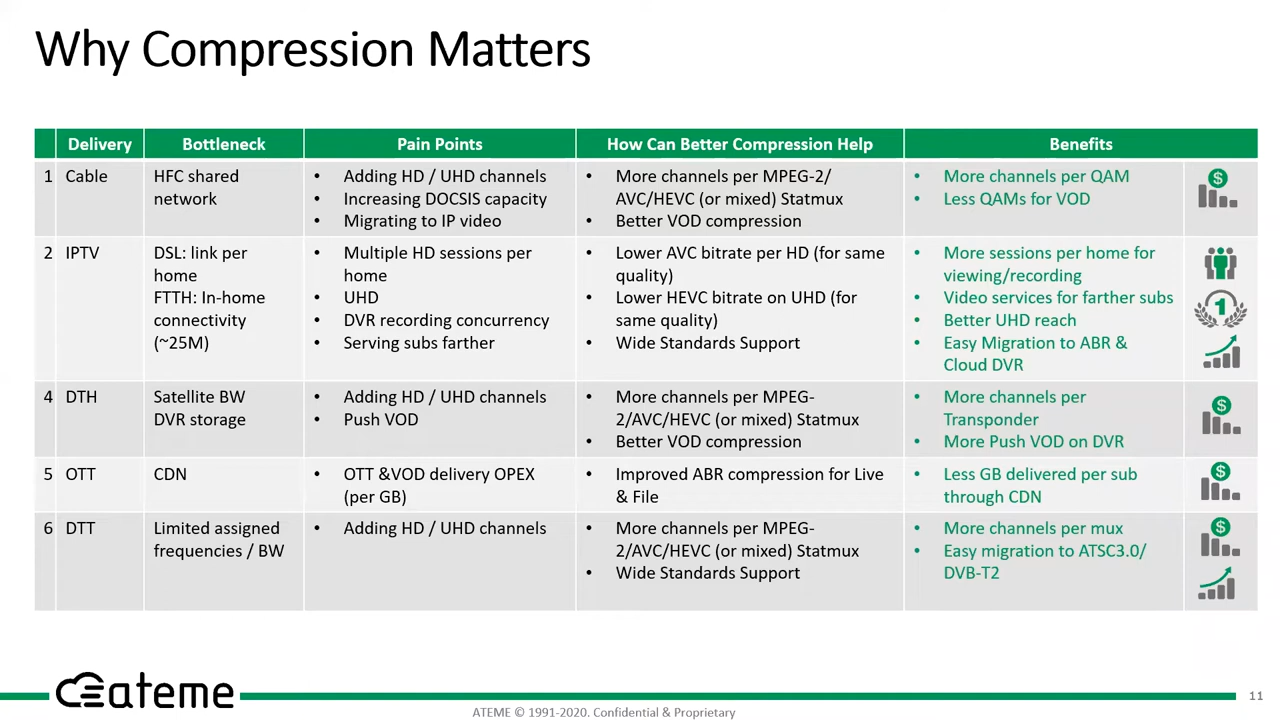 Why Compression Matters
Delivery Bottleneck Pain Points How Can Better Compression Help Benefits
1 Cable
HFC shared
network
• Adding HD / UHD channels
• Increasing DOCSIS capacity
• Migrating to IP video
• More channels per MPEG-2/
AVC/HEVC (or mixed) Statmux
• Better VOD compression
• More channels per QAM
• Less QAMs for VOD
$
2 IPTV
DSL: link per
home
FTTH: In-home
connectivity
(~25M)
• Multiple HD sessions per
home
• UHD
• DVR recording concurrency
• Serving subs farther
• Lower AVC bitrate per HD (for same
quality)
• Lower HEVC bitrate on UHD (for
same quality)
• Wide Standards Support
• More sessions per home for
viewing/recording
• Video services for farther subs
• Better UHD reach
• Easy Migration to ABR &
Cloud DVR
1
4 DTH
Satellite BW
DVR storage
• Adding HD / UHD channels
• Push VOD
• More channels per MPEG-
2/AVC/HEVC (or mixed) Statmux
• Better VOD compression
• More channels per
Transponder
• More Push VOD on DVR
$
5 OTT
CDN
• OTT &VOD delivery OPEX
(per GB)
• Improved ABR compression for Live
& File
• Less GB delivered per sub
through CDN
$
6 DTT
Limited assigned
frequencies / BW
• Adding HD / UHD channels
• More channels per MPEG-
2/AVC/HEVC (or mixed) Statmux
• Wide Standards Support
• More channels per mux
• Easy migration to ATSC3.0/
DVB-T2
$
ateme
11
ATEME © 1991-2020. Confidential & Proprietary